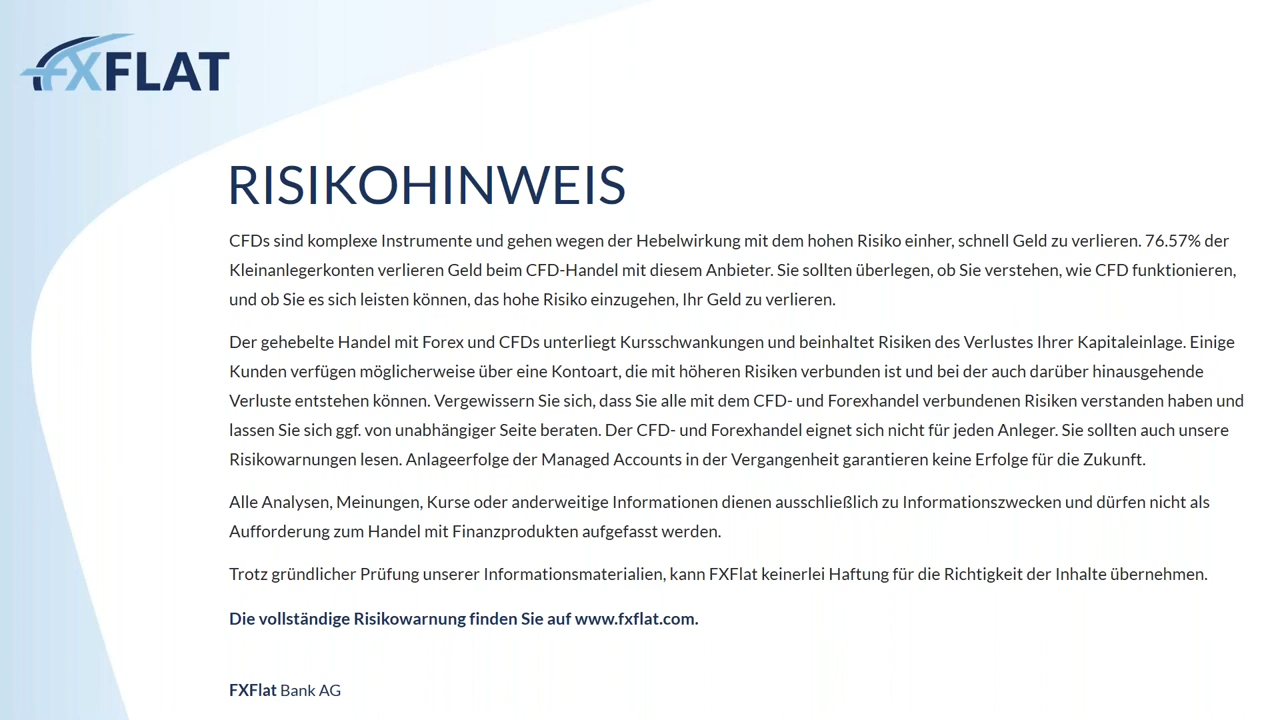 FXFLAT
RISIKOHINWEIS
CFDs sind komplexe Instrumente und gehen wegen der Hebelwirkung mit dem hohen Risiko einher, schnell Geld zu verlieren. 76.57% der
Kleinanlegerkonten verlieren Geld beim CFD-Handel mit diesem Anbieter. Sie sollten überlegen, ob Sie verstehen, wie CFD funktionieren,
und ob Sie es sich leisten können, das hohe Risiko einzugehen, Ihr Geld zu verlieren.
Der gehebelte Handel mit Forex und CFDs unterliegt Kursschwankungen und beinhaltet Risiken des Verlustes Ihrer Kapitaleinlage. Einige
Kunden verfügen möglicherweise über eine Kontoart, die mit höheren Risiken verbunden ist und bei der auch darüber hinausgehende
Verluste entstehen können. Vergewissern Sie sich, dass Sie alle mit dem CFD- und Forexhandel verbundenen Risiken verstanden haben und
lassen Sie sich ggf. von unabhängiger Seite beraten. Der CFD- und Forexhandel eignet sich nicht für jeden Anleger. Sie sollten auch unsere
Risikowarnungen lesen. Anlageerfolge der Managed Accounts in der Vergangenheit garantieren keine Erfolge für die Zukunft.
Alle Analysen, Meinungen, Kurse oder anderweitige Informationen dienen ausschließlich zu Informationszwecken und dürfen nicht als
Aufforderung zum Handel mit Finanzprodukten aufgefasst werden.
Trotz gründlicher Prüfung unserer Informationsmaterialien, kann FXFlat keinerlei Haftung für die Richtigkeit der Inhalte übernehmen.
Die vollständige Risikowarnung finden Sie auf www.fxflat.com.
FXFlat Bank AG